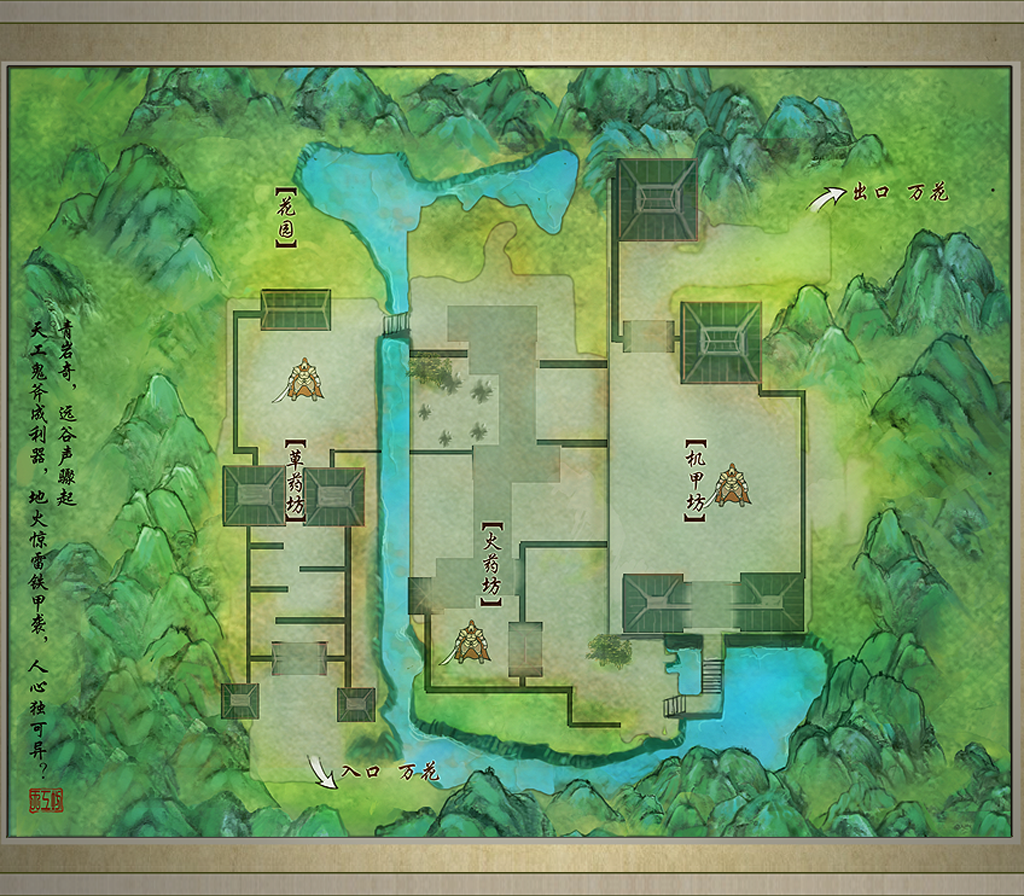 青岩奇，远谷声骤起
天工鬼斧成利器，地火惊雷铁甲袭，人心独可异？
【花园】
【草药坊】
【火药坊】
【机甲坊】
出口 万花
入口 万花